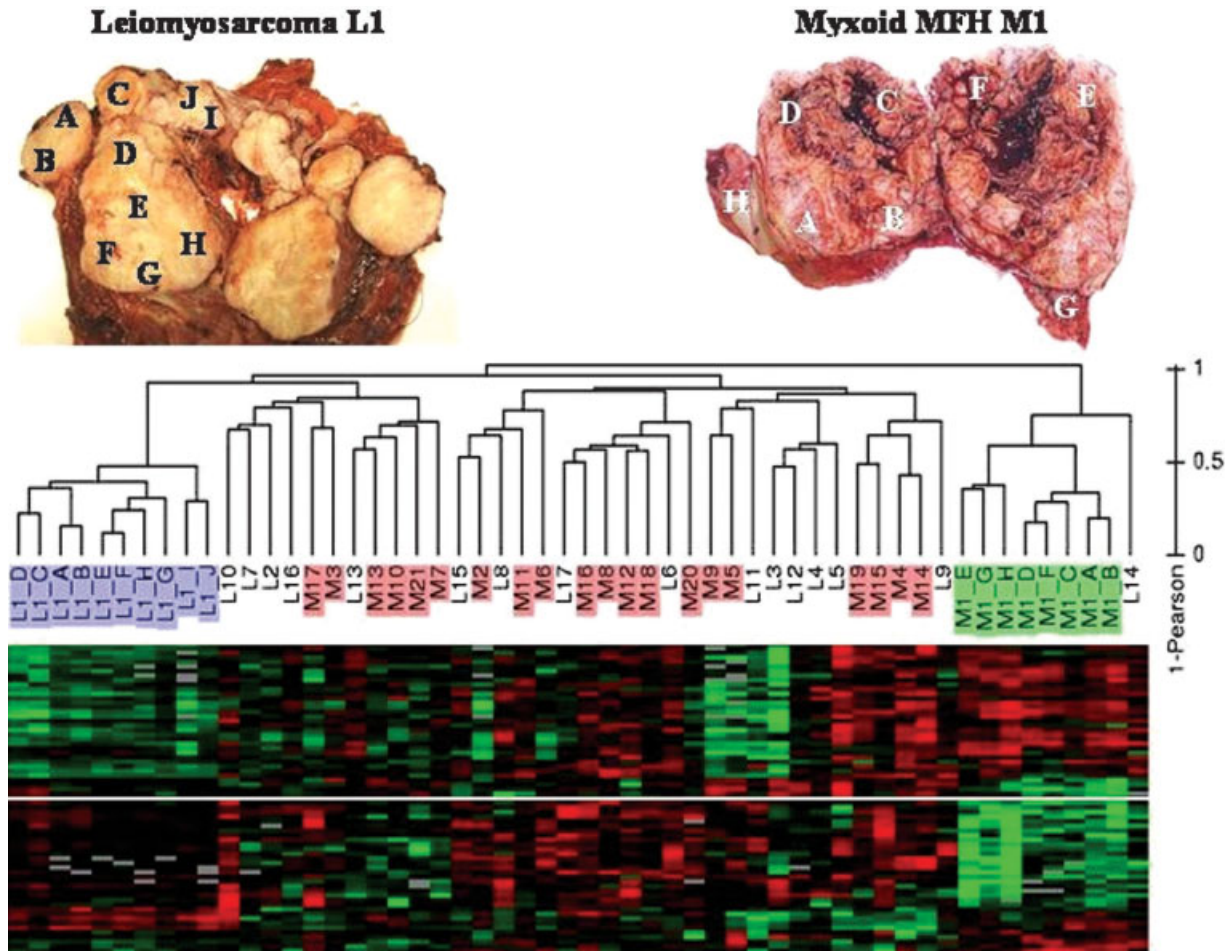 Leiomyosarcoma L1
Myxoid MFH M1
J
C
I
A
D
B
E
F
H
G
D
C
F
E
H
A
B
G
1
0.5
0
1-Pearson
L1_D
L1_C
L1_A
L1_B
L1_E
L1_F
L1_H
L1_G
L1_I
L1_J
L10
L7
L2
L16
M17
M3
L13
M13
M10
M21
M7
L15
M2
L8
M11
M6
L17
M16
M8
M12
M18
L6
M20
M9
M5
L11
L3
L12
L4
L5
M19
M15
M4
M14
L9
M1_E
M1_G
M1_H
M1_D
M1_F
M1_C
M1_A
M1_B
L14